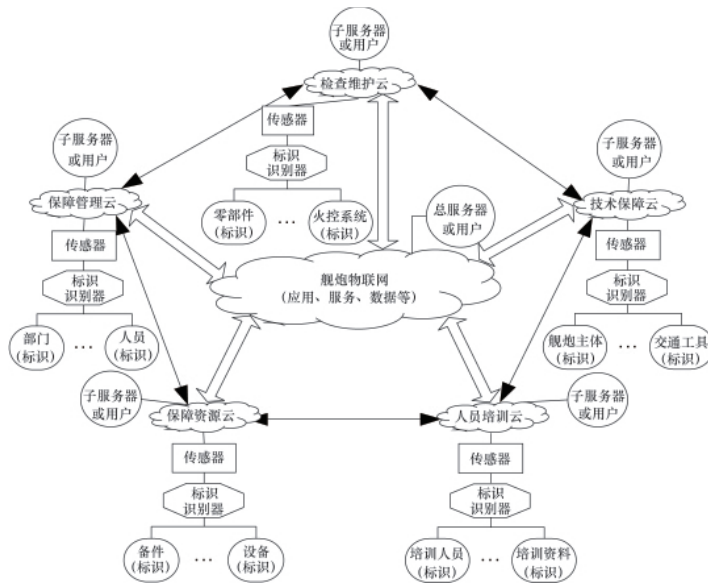 子服务器
或用户
检查维护云
传感器
标识
识别器
零部件
(标识)
…
火控系统
(标识)
子服务器
或用户
保障管理云
传感器
标识
识别器
部门
(标识)
…
人员
(标识)
子服务器
或用户
技术保障云
传感器
标识
识别器
舰炮主体
(标识)
…
交通工具
(标识)
总服务器
或用户
舰炮物联网
(应用、服务、数据等)
子服务器
或用户
保障资源云
传感器
标识
识别器
备件
(标识)
…
设备
(标识)
子服务器
或用户
人员培训云
传感器
标识
识别器
培训人员
(标识)
…
培训资料
(标识)